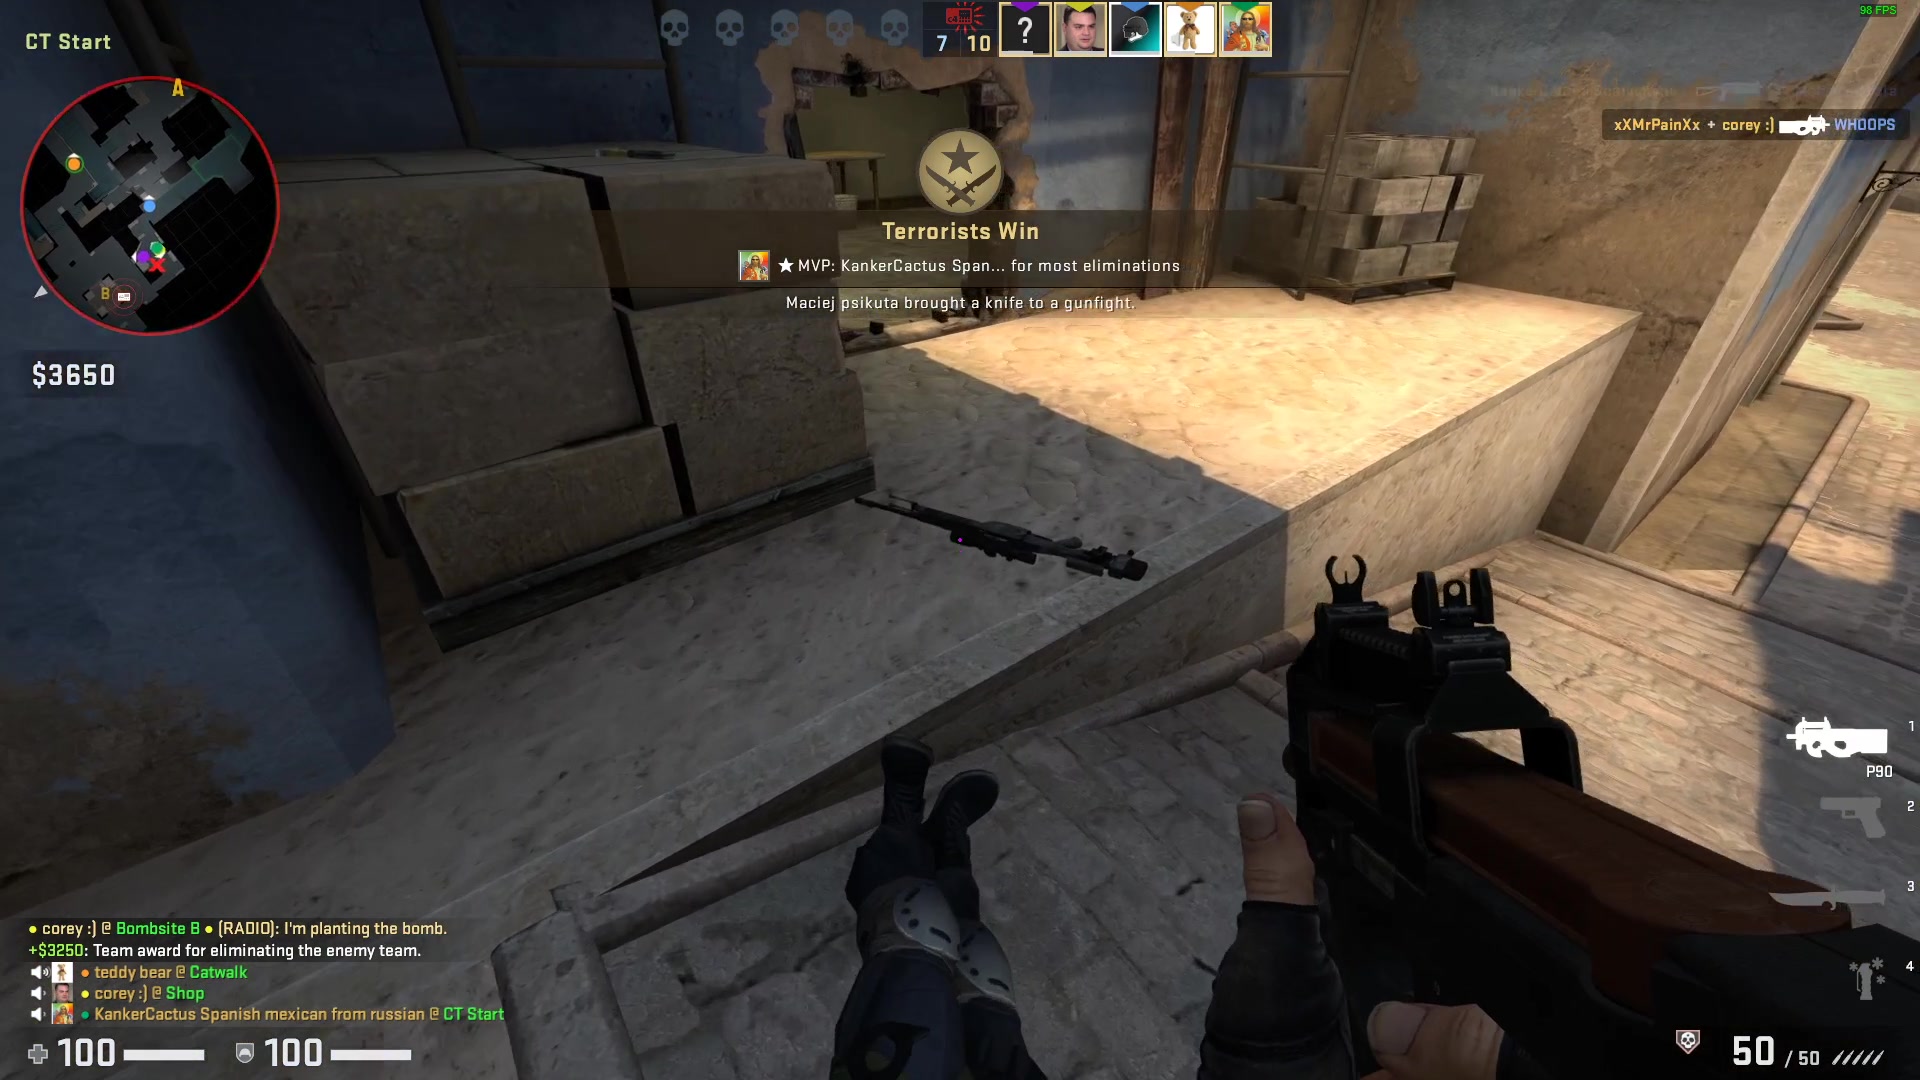 98 FPS
CT Start
7 10
?
A
xXMrPainXx + corey :) WHOOPS
Terrorists Win
★ MVP: KankerCactus Span... for most eliminations
Maciej psikuta brought a knife to a gunfight.
B
$3650
1
P90
2
3
4
• corey :) @ Bombsite B • (RADIO): I'm planting the bomb.
+$3250: Team award for eliminating the enemy team.
• teddy bear @ Catwalk
• corey :) @ Shop
• KankerCactus Spanish mexican from russian @ CT Start
100 100
50 / 50